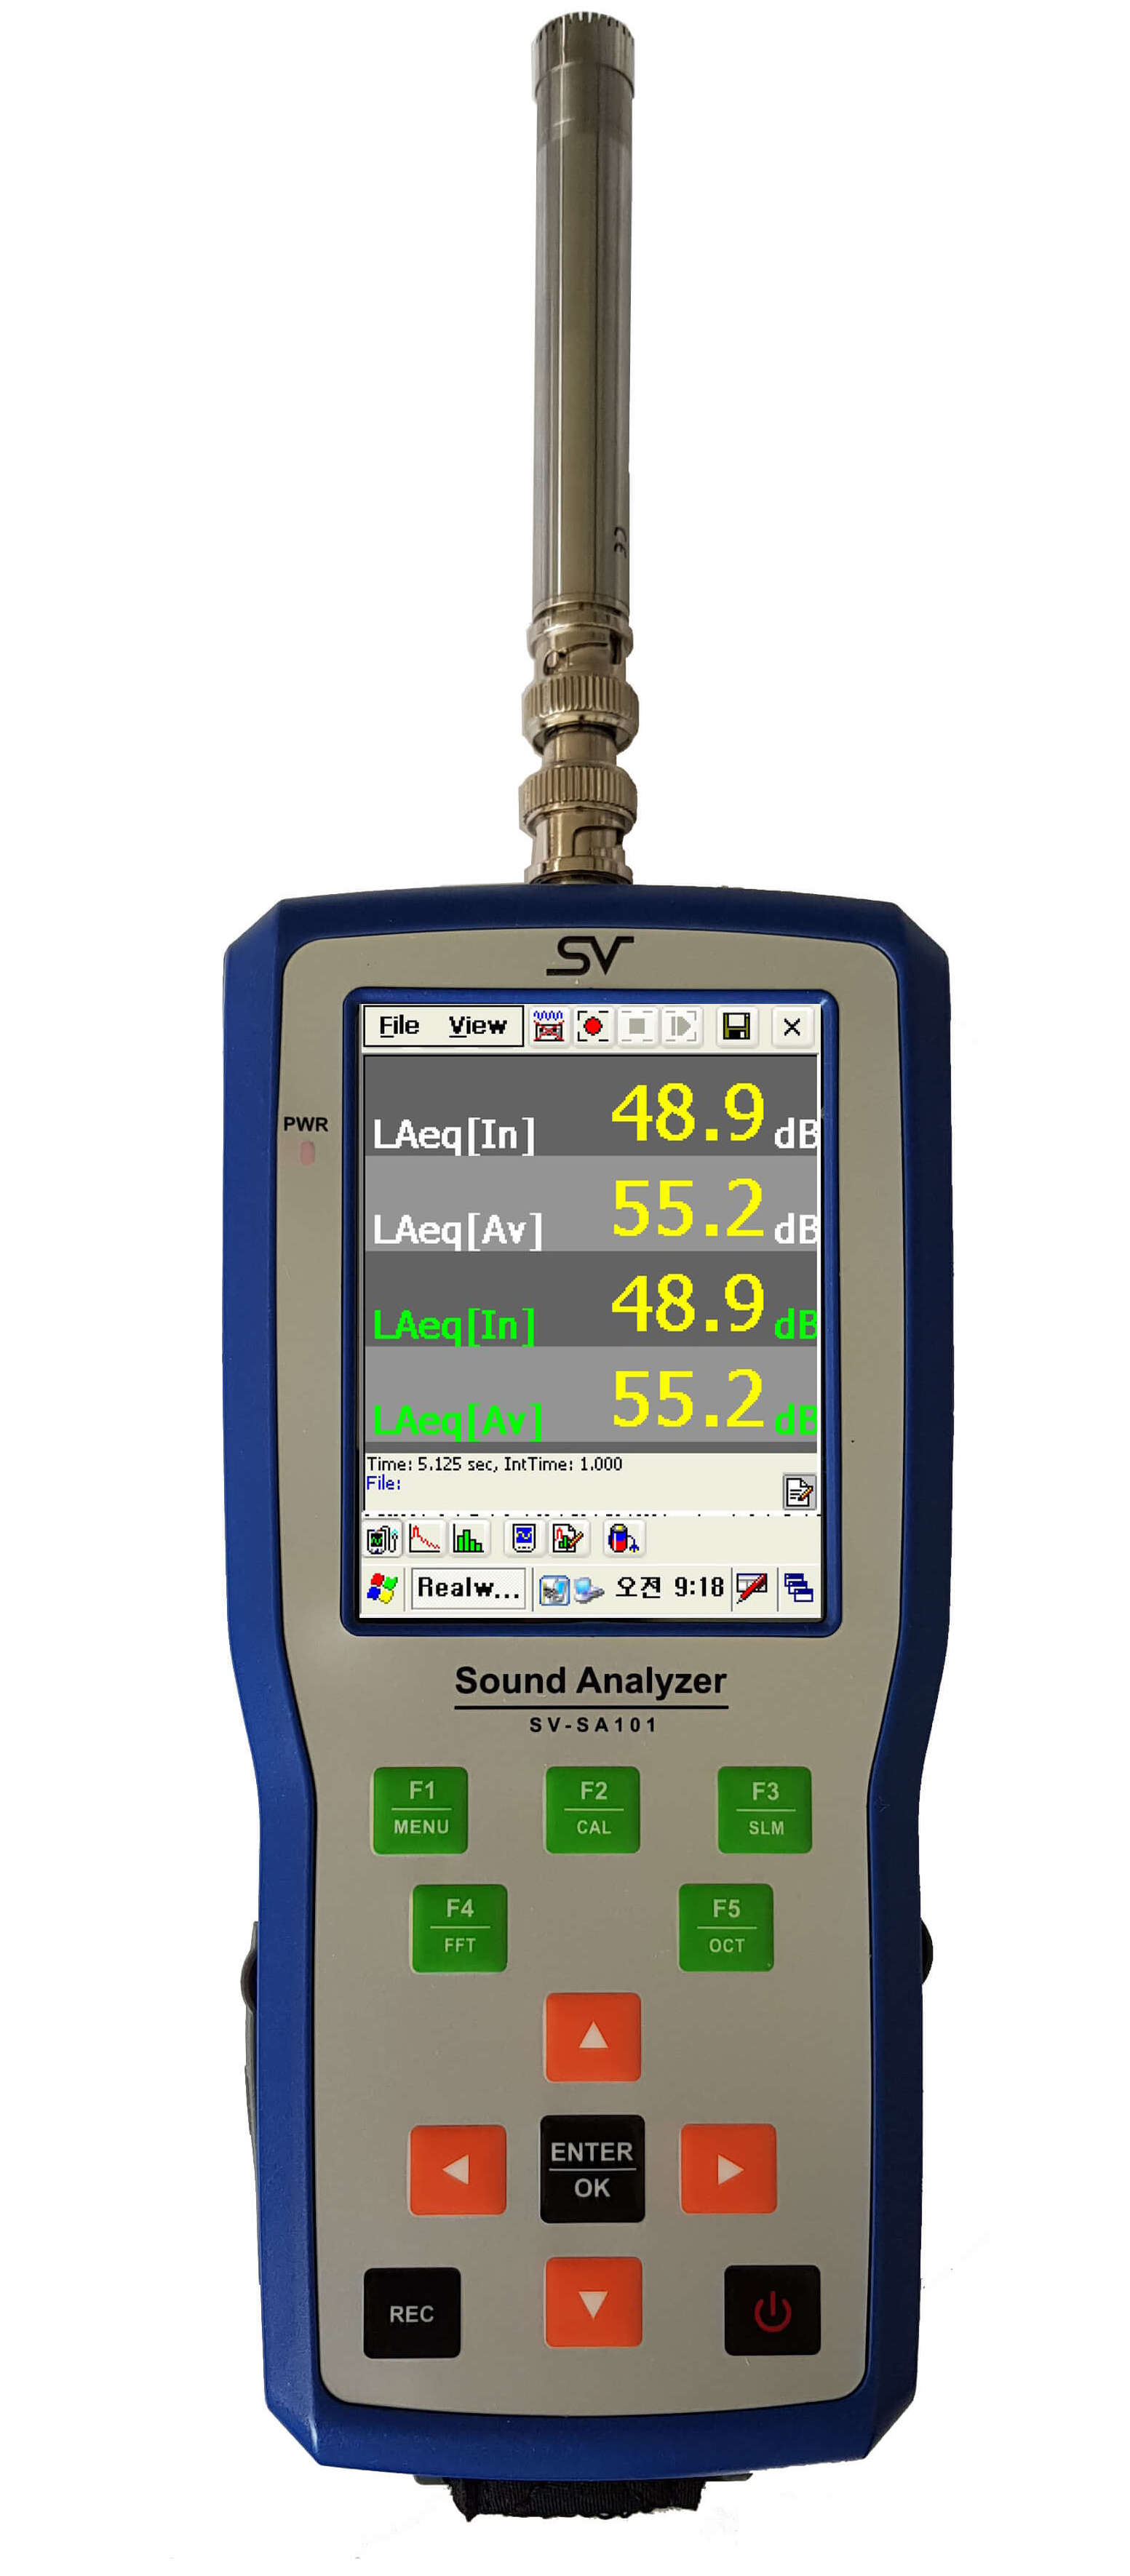 CE
SV
File View
PWR
LAeq[In] 48.9 dB
LAeq[Av] 55.2 dB
LAeq[In] 48.9 dB
LAeq[Av] 55.2 dB
Time: 5.125 sec, IntTime: 1.000
File:
Realw... 오전 9:18
Sound Analyzer
SV-SA101
F1 F2 F3
MENU CAL SLM
F4 F5
FFT OCT
ENTER
OK
REC